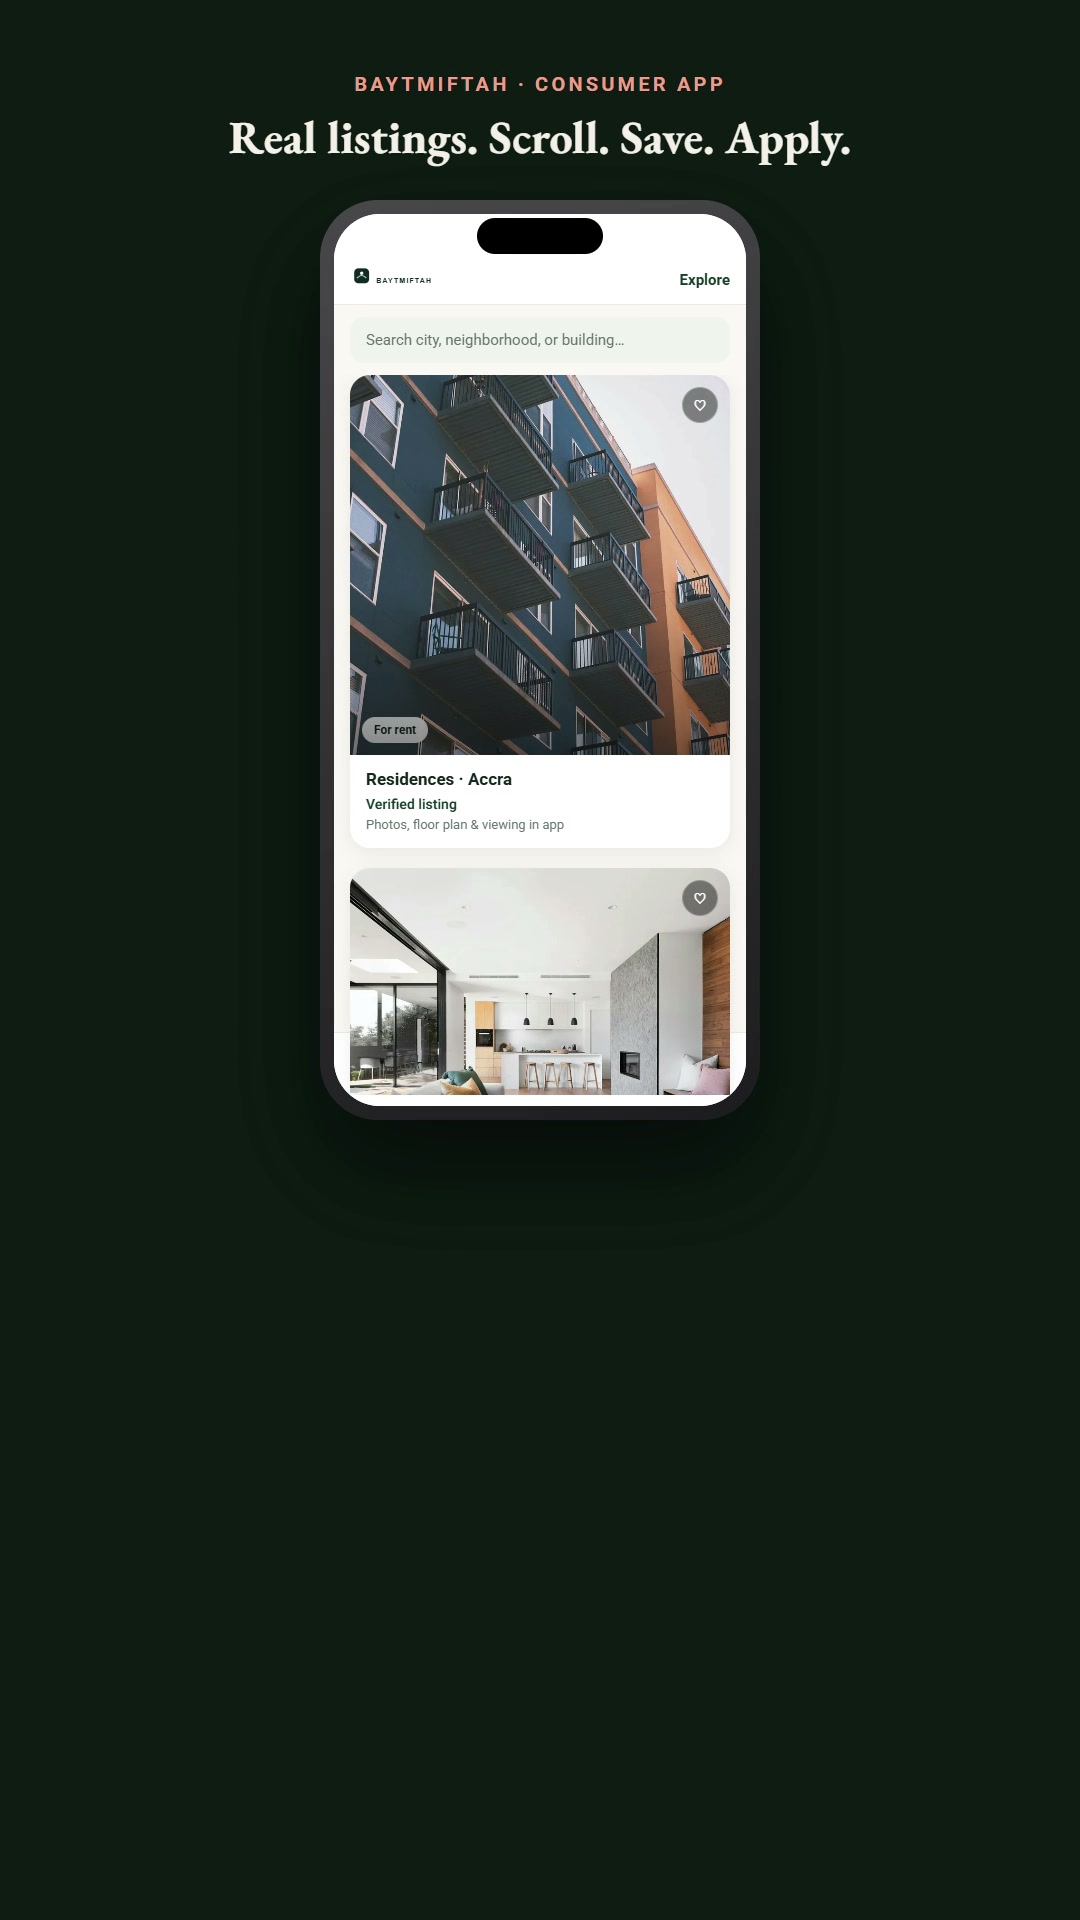 BAYTMIFTAH · CONSUMER APP
Real listings. Scroll. Save. Apply.
BAYTMIFTAH
Explore
Search city, neighborhood, or building...
For rent
Residences · Accra
Verified listing
Photos, floor plan & viewing in app